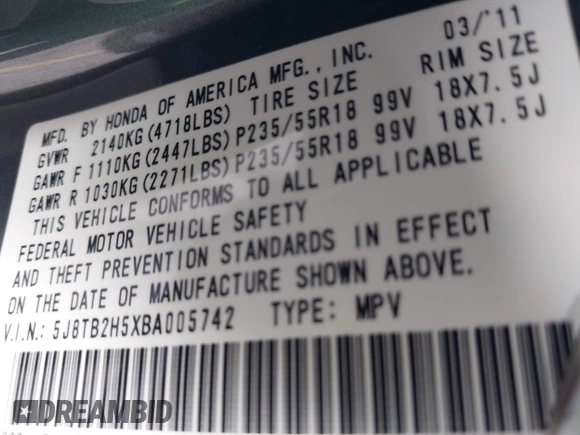 MFD. BY HONDA OF AMERICA MFG., INC. 03/'11
GVWR 2140KG(4718LBS) TIRE SIZE RIM SIZE
GAWR F 1110KG(2447LBS)P235/55R18 99V 18X7.5J
GAWR R 1030KG(2271LBS)P235/55R18 99V 18X7.5J
THIS VEHICLE CONFORMS TO ALL APPLICABLE
FEDERAL MOTOR VEHICLE SAFETY
AND THEFT PREVENTION STANDARDS IN EFFECT
ON THE DATE OF MANUFACTURE SHOWN ABOVE.
V.I.N.: 5J8TB2H5XBA005742 TYPE: MPV
DREAMBID